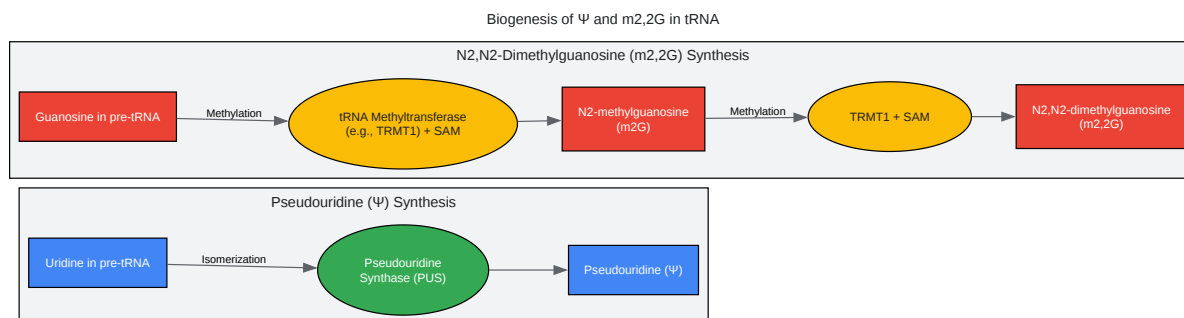 Biogenesis of Ψ and m2,2G in tRNA
N2,N2-Dimethylguanosine (m2,2G) Synthesis
Guanosine in pre-tRNA
Methylation
tRNA Methyltransferase
(e.g., TRMT1) + SAM
N2-methylguanosine
(m2G)
Methylation
TRMT1 + SAM
N2,N2-dimethylguanosine
(m2,2G)
Pseudouridine (Ψ) Synthesis
Uridine in pre-tRNA
Isomerization
Pseudouridine
Synthase (PUS)
Pseudouridine (Ψ)